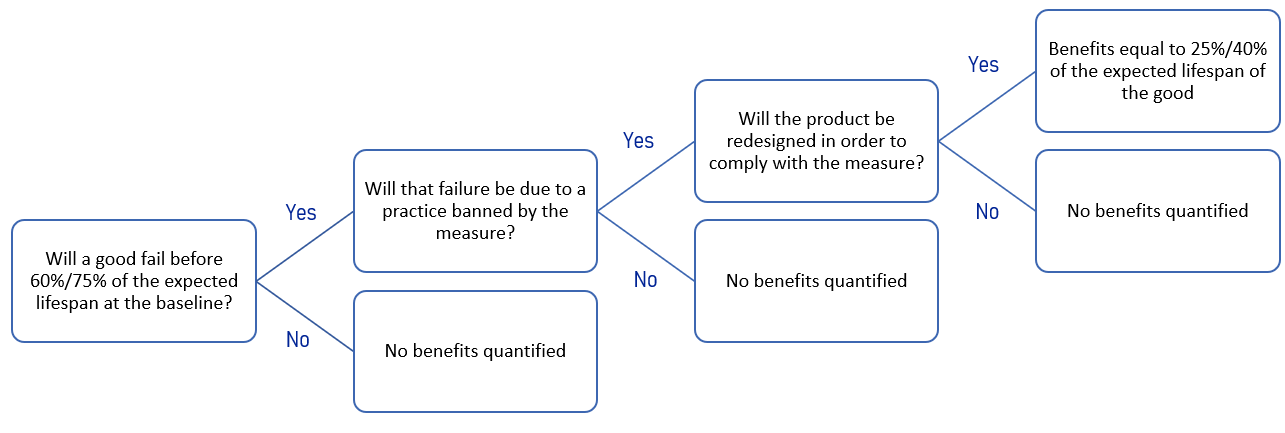 Will a good fail before
60%/75% of the expected
lifespan at the baseline?
Yes
No
Will that failure be due to a
practice banned by the
measure?
No benefits quantified
Yes
No
Will the product be
redesigned in order to
comply with the measure?
No benefits quantified
Yes
No
Benefits equal to 25%/40%
of the expected lifespan of
the good
No benefits quantified